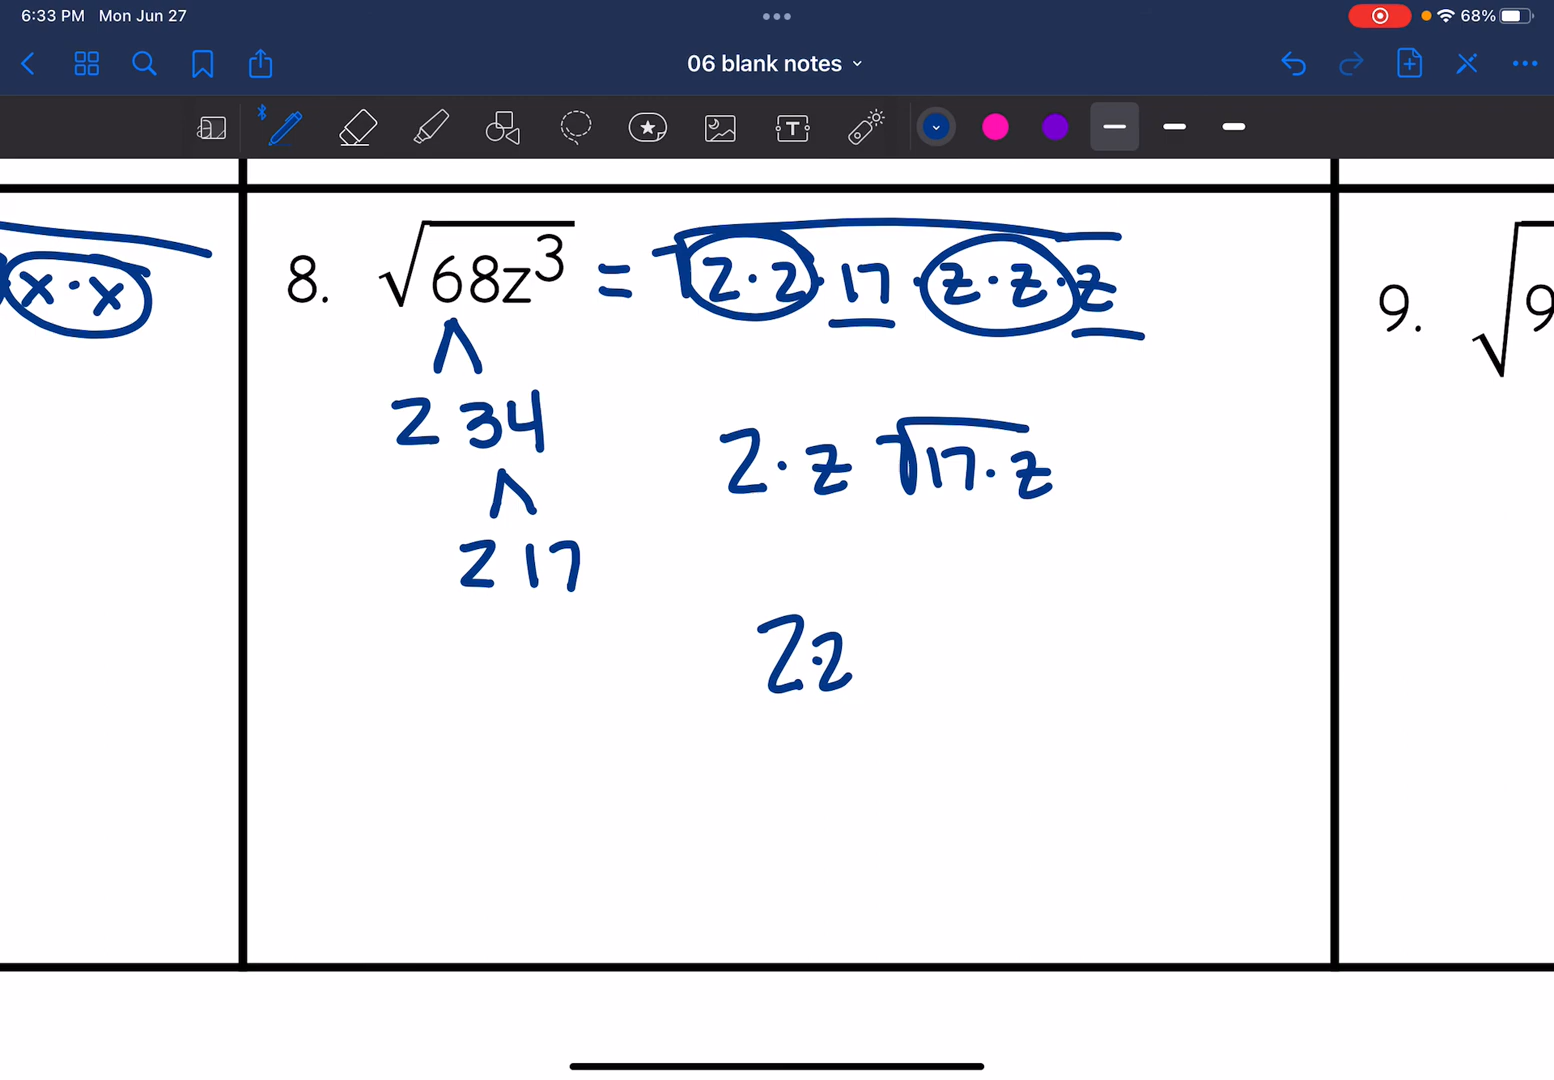 6:33 PM Mon Jun 27
68%
06 blank notes
T
x · x
8. √68z³ = √2·2·17·z·z·z
2 34
2 17
2·z √17·z
2·2
9. √9